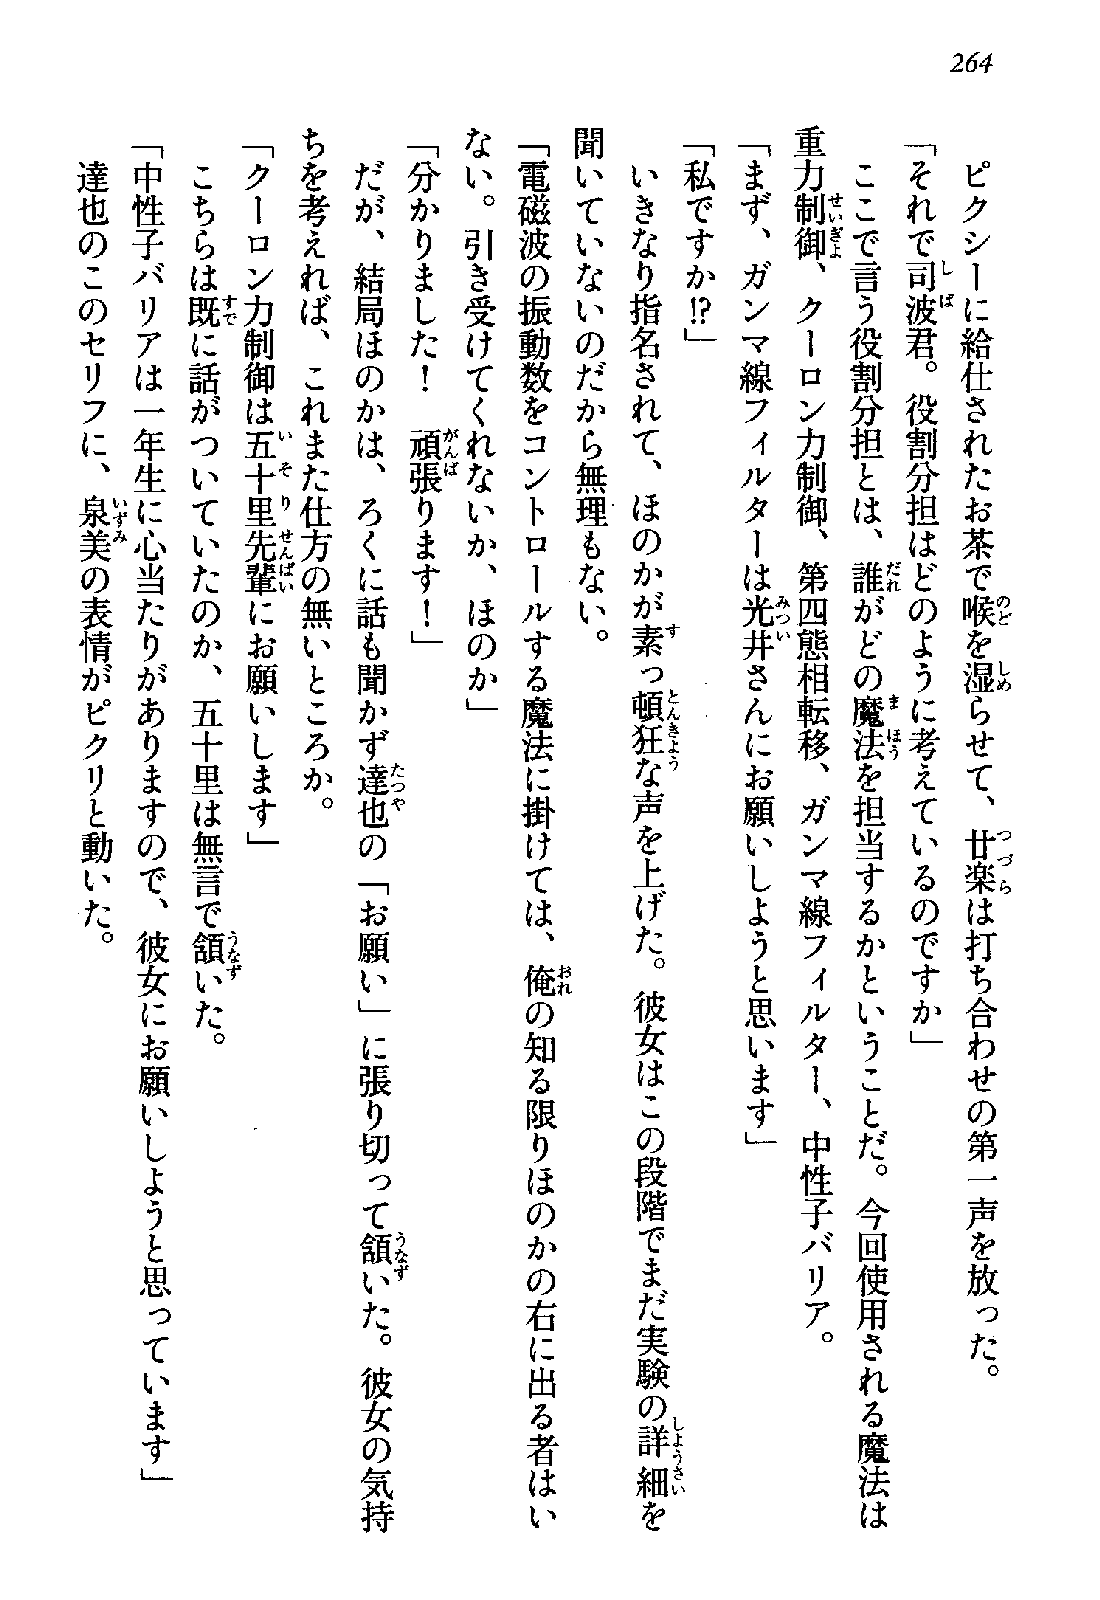 264
ピクシーに給仕されたお茶で喉を湿らせて、廿楽は打ち合わせの第一声を放った。
「それで司波君。役割分担はどのように考えているのですか」
ここで言う役割分担とは、誰がどの魔法を担当するかということだ。今回使用される魔法は
重力制御、クーロン力制御、第四態相転移、ガンマ線フィルター、中性子バリア。
「まず、ガンマ線フィルターは光井さんにお願いしようと思います」
「私ですか!?」
いきなり指名されて、ほのかが素っ頓狂な声を上げた。彼女はこの段階でまだ実験の詳細を
聞いていないのだから無理もない。
「電磁波の振動数をコントロールする魔法に掛けては、俺の知る限りほのかの右に出る者はい
ない。引き受けてくれないか、ほのか」
「分かりました！　頑張ります！」
だが、結局ほのかは、ろくに話も聞かず達也の「お願い」に張り切って頷いた。彼女の気持
ちを考えれば、これまた仕方の無いところか。
「クーロン力制御は五十里先輩にお願いします」
こちらは既に話がついていたのか、五十里は無言で頷いた。
「中性子バリアは一年生に心当たりがありますので、彼女にお願いしようと思っています」
達也のこのセリフに、泉美の表情がピクリと動いた。